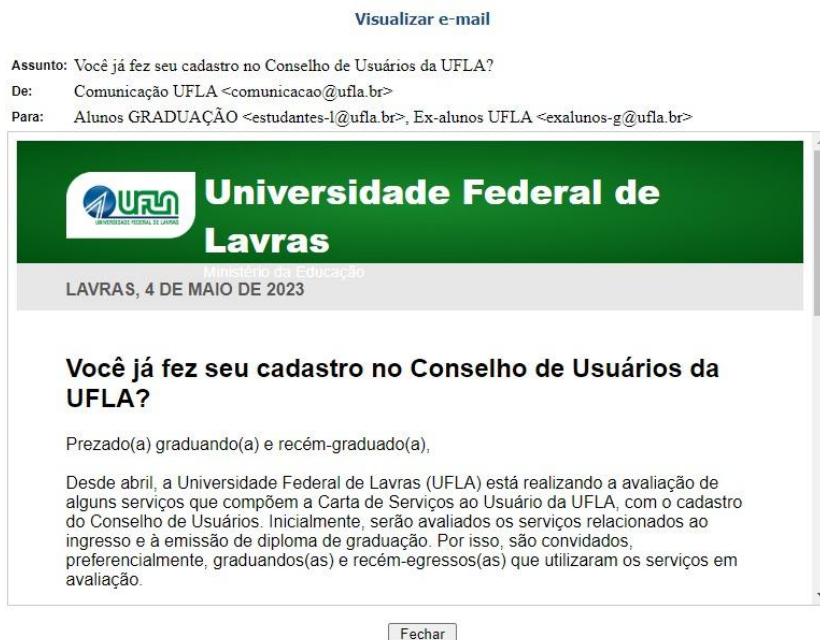 Visualizar e-mail
Assunto: Você já fez seu cadastro no Conselho de Usuários da UFLA?
De: Comunicação UFLA <comunicacao@ufla.br>
Para: Alunos GRADUAÇÃO <estudantes-l@ufla.br>, Ex-alunos UFLA <exalunos-g@ufla.br>
UFLA
UNIVERSIDADE FEDERAL DE LAVRAS
Universidade Federal de
Lavras
Ministério da Educação
LAVRAS, 4 DE MAIO DE 2023
Você já fez seu cadastro no Conselho de Usuários da
UFLA?
Prezado(a) graduando(a) e recém-graduado(a),
Desde abril, a Universidade Federal de Lavras (UFLA) está realizando a avaliação de
alguns serviços que compõem a Carta de Serviços ao Usuário da UFLA, com o cadastro
do Conselho de Usuários. Inicialmente, serão avaliados os serviços relacionados ao
ingresso e à emissão de diploma de graduação. Por isso, são convidados,
preferencialmente, graduandos(as) e recém-egressos(as) que utilizaram os serviços em
avaliação.
Fechar